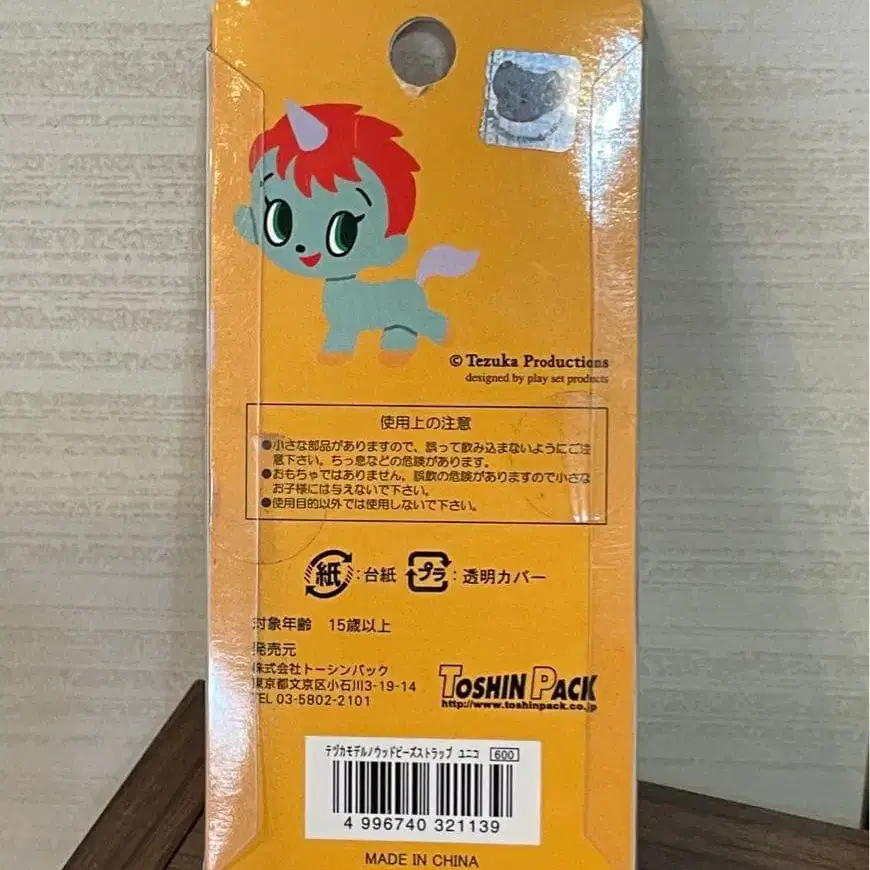 © Tezuka Productions
designed by play set products
使用上の注意
●小さな部品がありますので、誤って飲み込まないようにご注
意下さい。ちっ息などの危険があります。
●おもちゃではありません。誤飲の危険がありますので小さな
お子様には与えないで下さい。
●使用目的以外では使用しないで下さい。
紙:台紙 プラ:透明カバー
対象年齢 15歳以上
発売元
株式会社トーシンパック
東京都文京区小石川3-19-14
TEL 03-5802-2101
TOSHIN PACK
http://www.toshinpack.co.jp
テヅカモデルノウッドビーズストラップ ユニコ 600
4 996740 321139
MADE IN CHINA